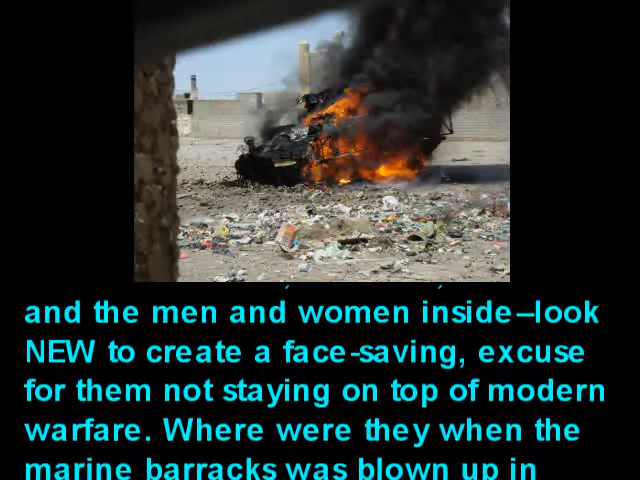 and the men and women inside–look
NEW to create a face-saving, excuse
for them not staying on top of modern
warfare. Where were they when the
marine barracks was blown up in